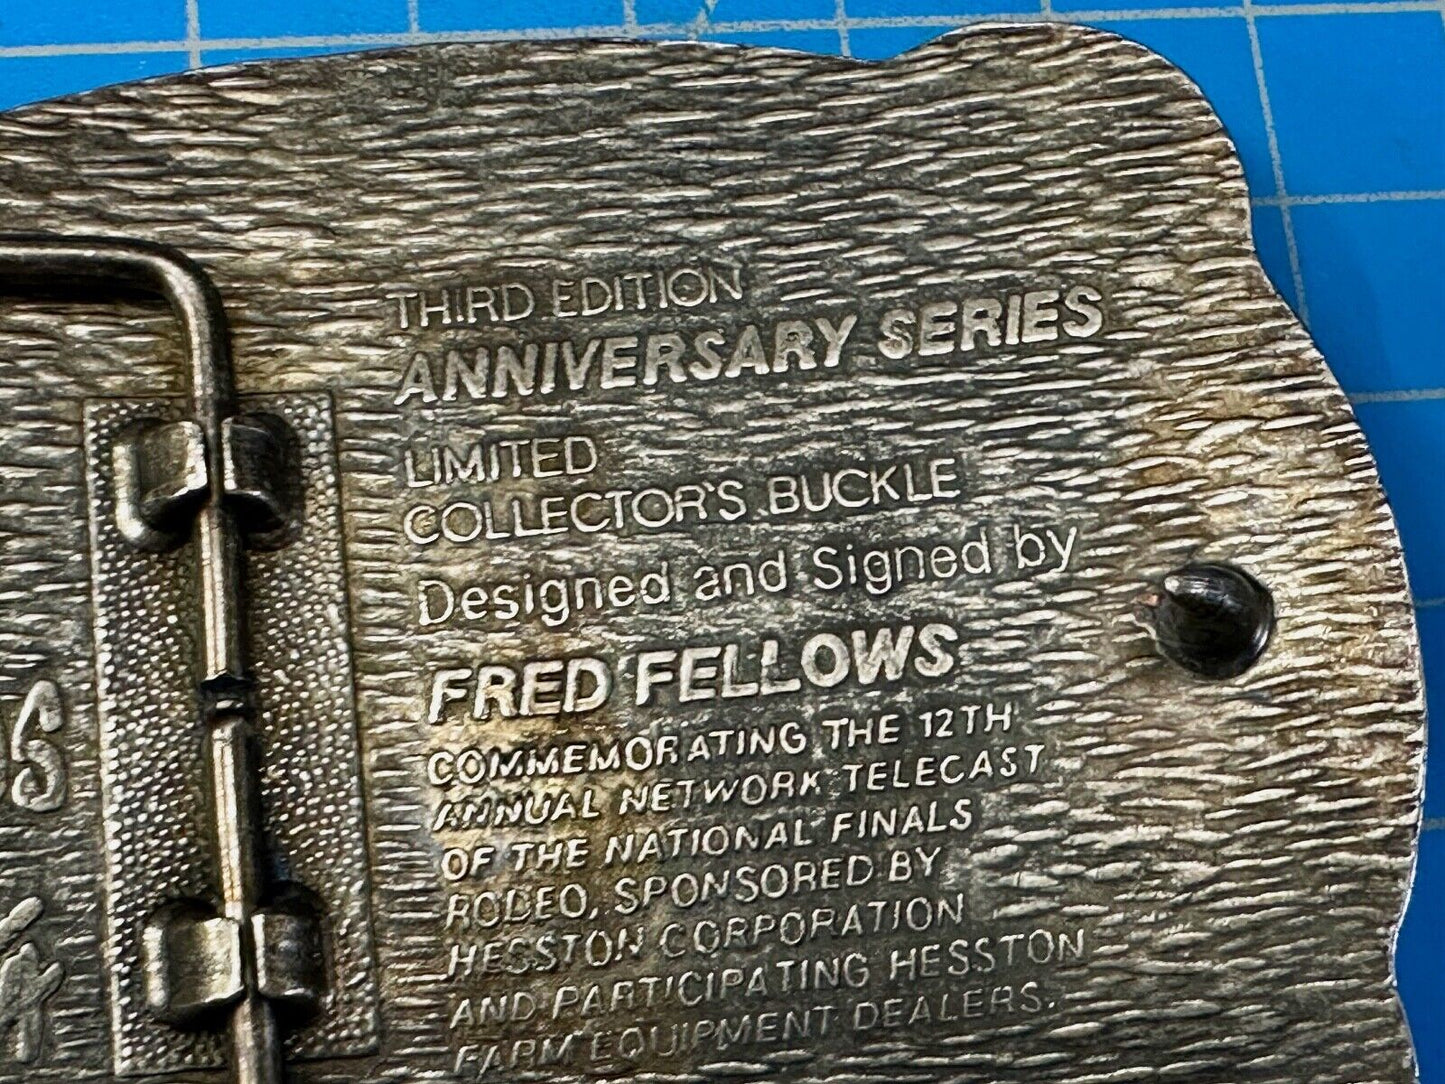 THIRD EDITION
ANNIVERSARY SERIES
LIMITED
COLLECTOR'S BUCKLE
Designed and Signed by
FRED FELLOWS
COMMEMORATING THE 12TH
ANNUAL NETWORK TELECAST
OF THE NATIONAL FINALS
RODEO, SPONSORED BY
HESSTON CORPORATION
AND PARTICIPATING HESSTON
FARM EQUIPMENT DEALERS.